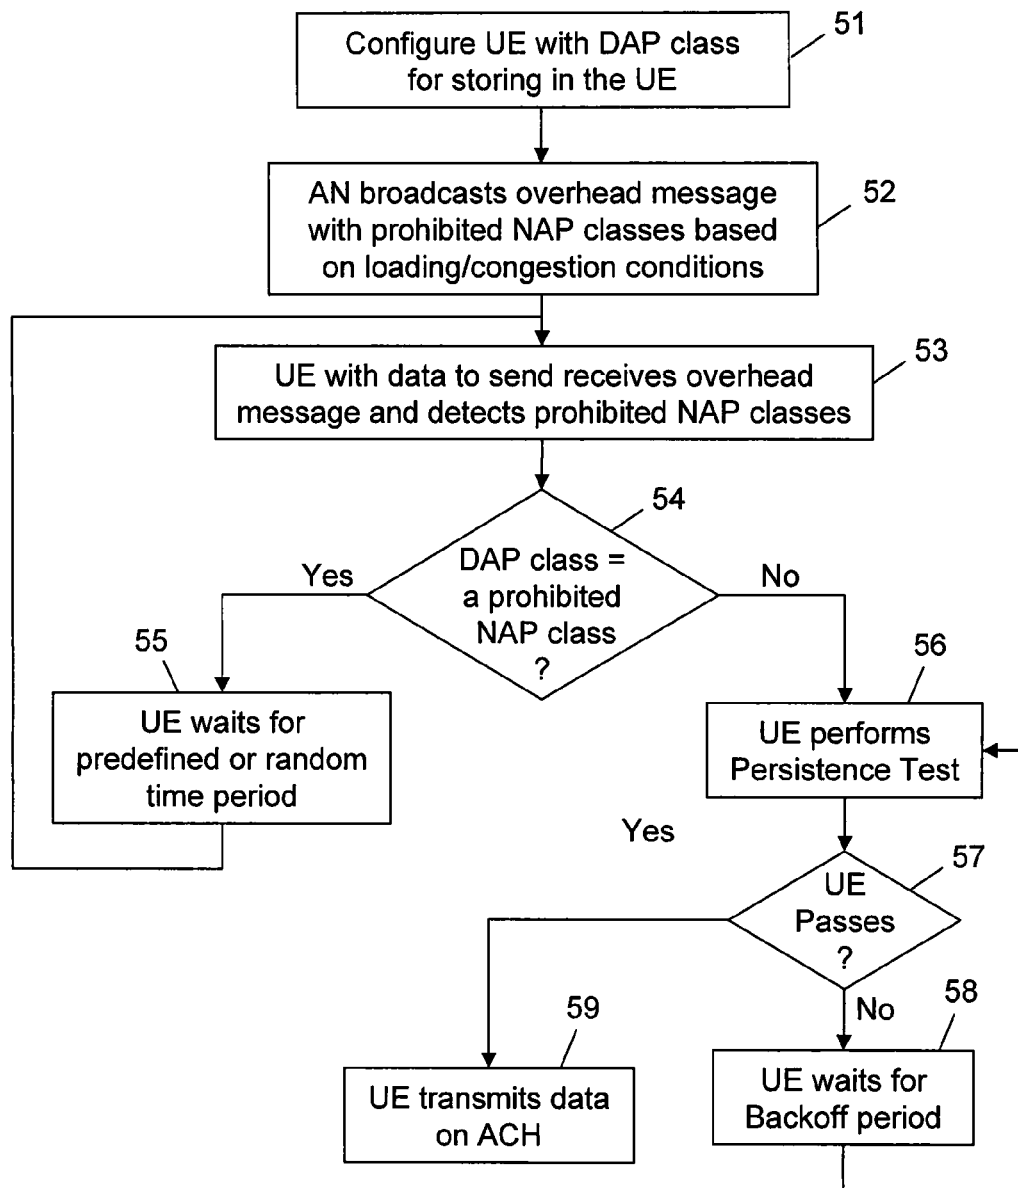 51
Configure UE with DAP class
for storing in the UE
52
AN broadcasts overhead message
with prohibited NAP classes based
on loading/congestion conditions
53
UE with data to send receives overhead
message and detects prohibited NAP classes
54
DAP class =
a prohibited
NAP class
?
Yes
No
55
UE waits for
predefined or random
time period
56
UE performs
Persistence Test
Yes
57
UE
Passes
?
No
59
UE transmits data
on ACH
58
UE waits for
Backoff period